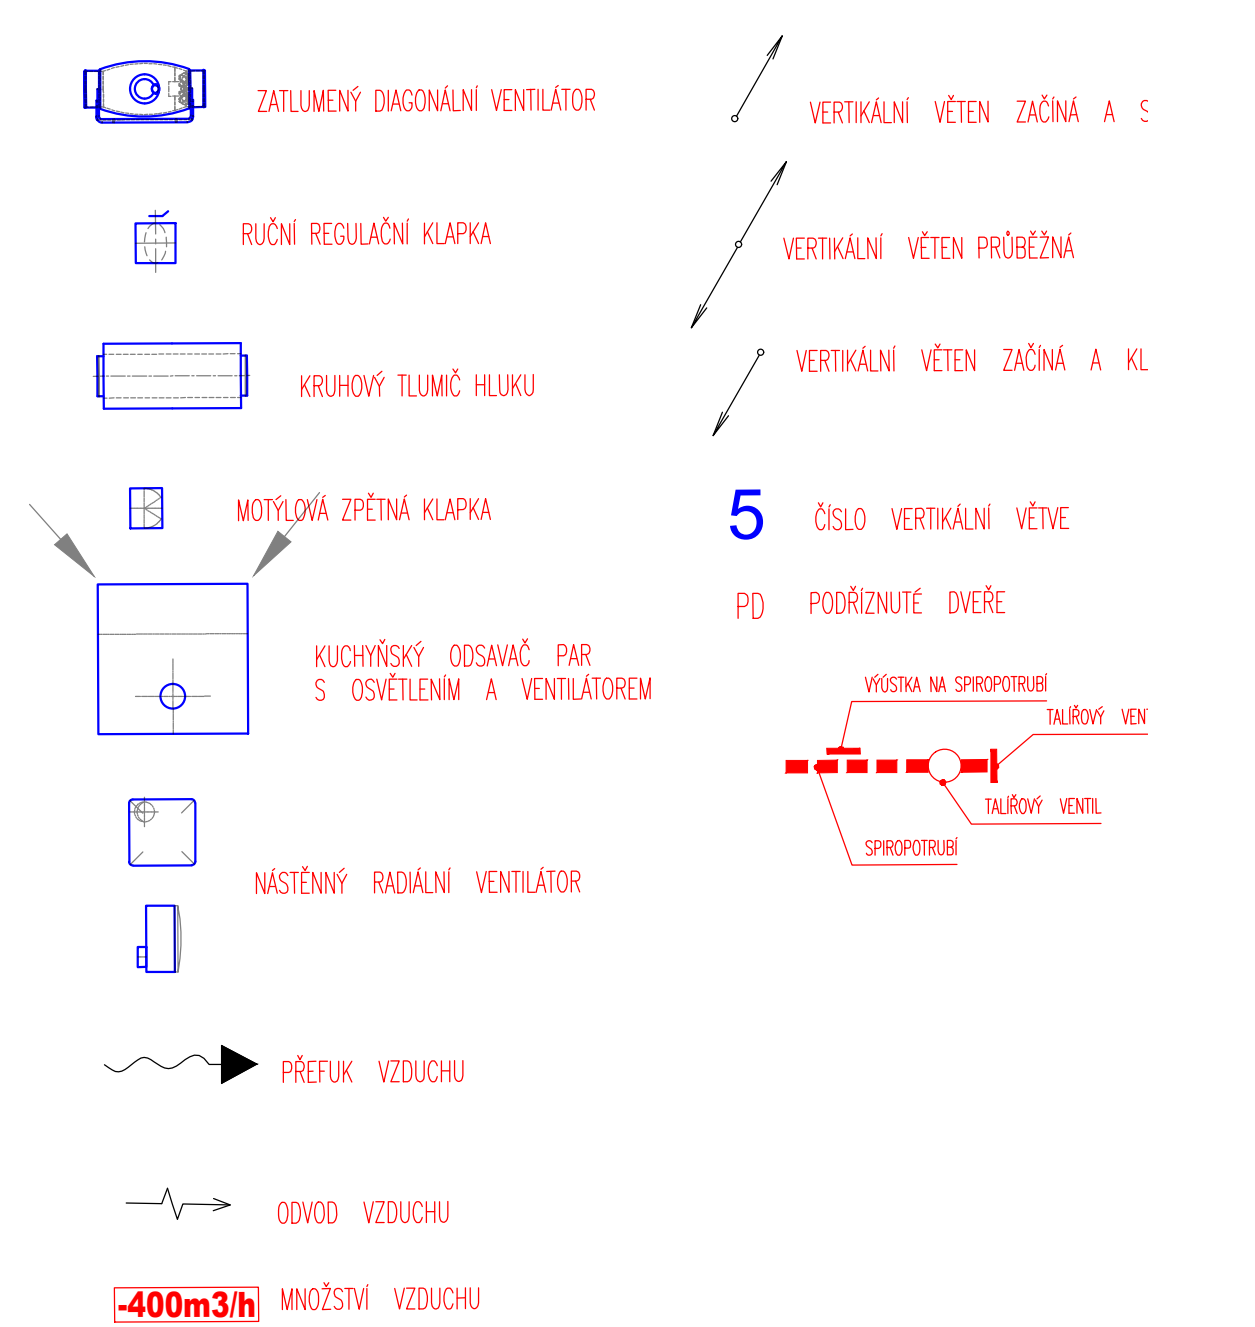 ZATLUMENÝ DIAGONÁLNÍ VENTILÁTOR
RUČNÍ REGULAČNÍ KLAPKA
KRUHOVÝ TLUMIČ HLUKU
MOTÝLOVÁ ZPĚTNÁ KLAPKA
KUCHYŇSKÝ ODSAVAČ PAR
S OSVĚTLENÍM A VENTILÁTOREM
NÁSTĚNNÝ RADIÁLNÍ VENTILÁTOR
PŘEFUK VZDUCHU
ODVOD VZDUCHU
-400m3/h MNOŽSTVÍ VZDUCHU
VERTIKÁLNÍ VĚTEN ZAČÍNÁ A S
VERTIKÁLNÍ VĚTEN PRŮBĚŽNÁ
VERTIKÁLNÍ VĚTEN ZAČÍNÁ A KL
5 ČÍSLO VERTIKÁLNÍ VĚTVE
PD PODŘÍZNUTÉ DVEŘE
VÝÚSTKA NA SPIROPOTRUBÍ
TALÍŘOVÝ VEN
TALÍŘOVÝ VENTIL
SPIROPOTRUBÍ